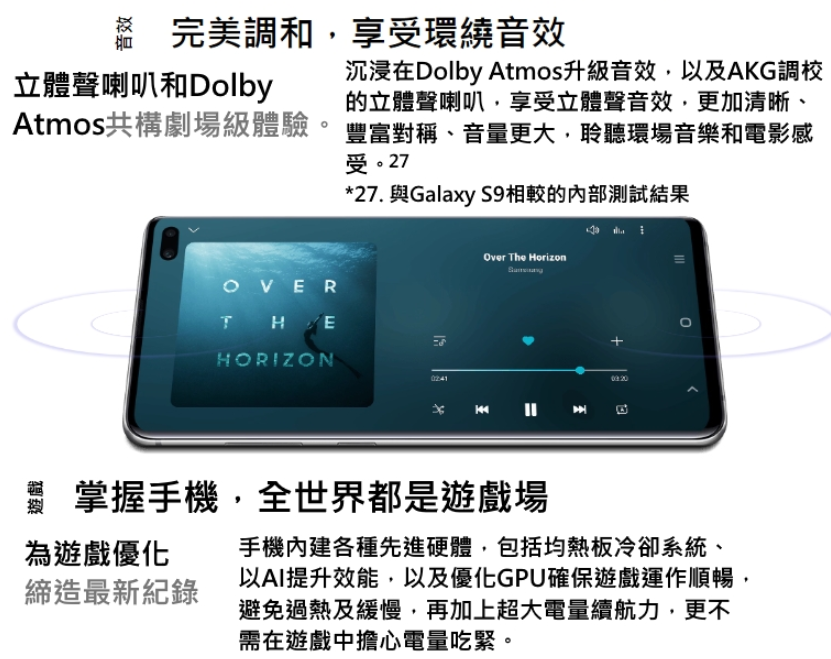 音效
完美調和，享受環繞音效
立體聲喇叭和Dolby
Atmos共構劇場級體驗。
沉浸在Dolby Atmos升級音效，以及AKG調校
的立體聲喇叭，享受立體聲音效，更加清晰、
豐富對稱、音量更大，聆聽環場音樂和電影感
受。27
*27. 與Galaxy S9相較的內部測試結果
OVER
THE
HORIZON
Over The Horizon
Samsung
02:41
03:20
遊戲
掌握手機，全世界都是遊戲場
為遊戲優化
締造最新紀錄
手機內建各種先進硬體，包括均熱板冷卻系統、
以AI提升效能，以及優化GPU確保遊戲運作順暢，
避免過熱及緩慢，再加上超大電量續航力，更不
需在遊戲中擔心電量吃緊。